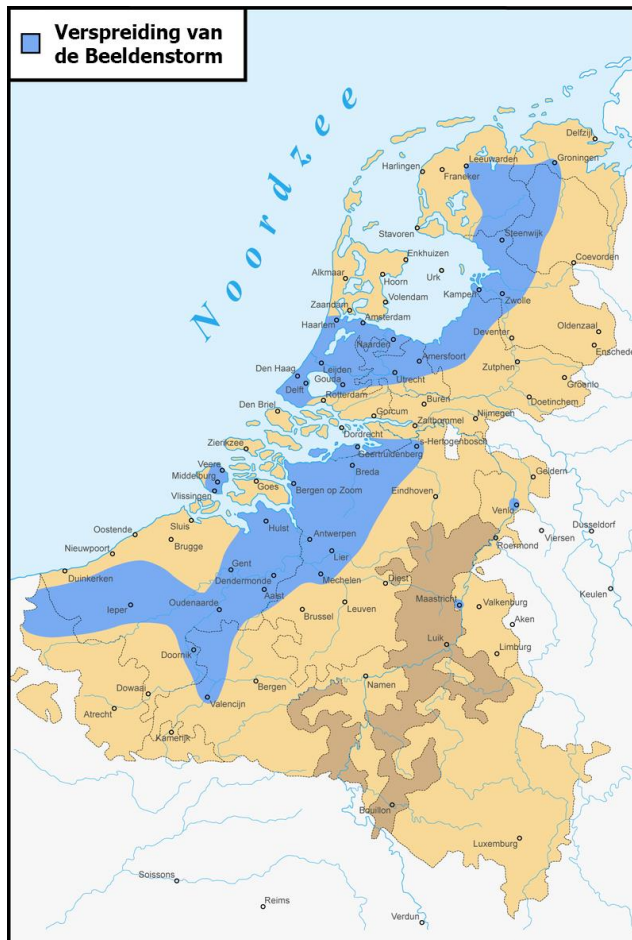 Verspreiding van
de Beeldenstorm
Noordzee
Delfzijl
Leeuwarden
Groningen
Harlingen
Franeker
Stavoren
Steenwijk
Enkhuizen
Coevorden
Alkmaar
Hoorn
Urk
Kampen
Zwolle
Volendam
Zaandam
Amsterdam
Haarlem
Naarden
Deventer
Oldenzaal
Enschede
Amersfoort
Zutphen
Den Haag
Leijden
Gouda
Utrecht
Groenlo
Delft
Rotterdam
Buren
Doetinchem
Den Briel
Gorcum
Zaltbommel
Nijmegen
Dordrecht
Geertruidenberg
s-Hertogenbosch
Zierikzee
Veere
Breda
Middelburg
Goes
Bergen op Zoom
Geldern
Vlissingen
Eindhoven
Venlo
Sluis
Hulst
Oostende
Antwerpen
Viersen
Düsseldorf
Brugge
Roermond
Nieuwpoort
Lier
Duinkerken
Gent
Mechelen
Diest
Dendermonde
Keulen
Ieper
Oudenaarde
Aalst
Brussel
Leuven
Maastricht
Valkenburg
Aken
Doornik
Luik
Limburg
Bergen
Namen
Dowaai
Valencijn
Atrecht
Kamerijk
Bouillon
Luxemburg
Soissons
Reims
Verdun